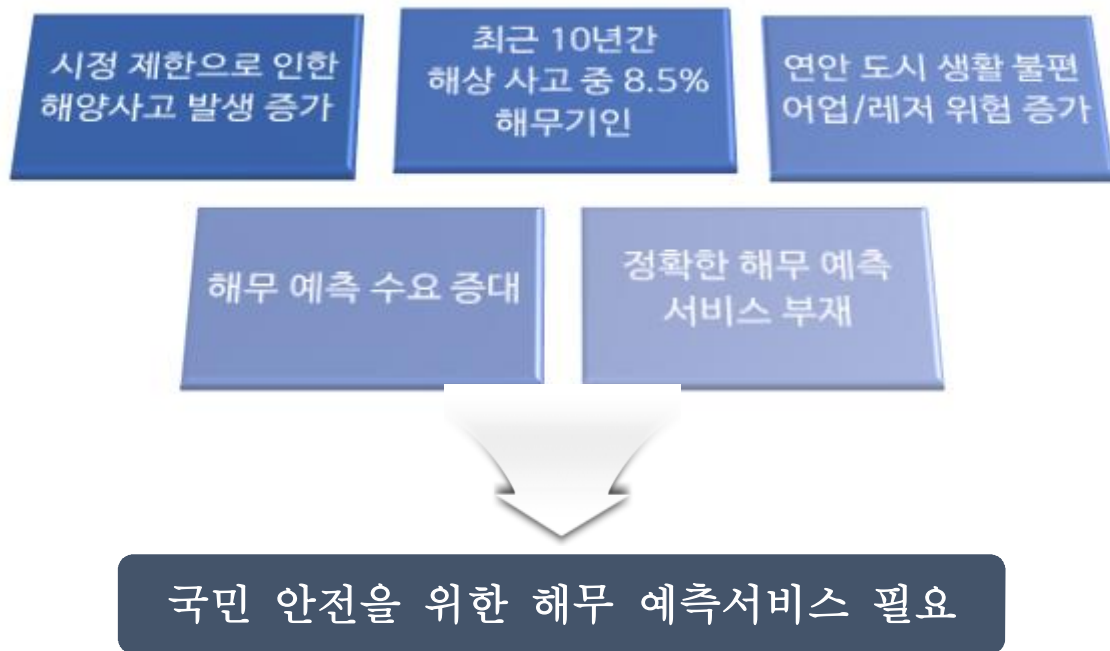 시정 제한으로 인한
해양사고 발생 증가
최근 10년간
해상 사고 중 8.5%
해무기인
연안 도시 생활 불편
어업/레저 위험 증가
해무 예측 수요 증대
정확한 해무 예측
서비스 부재
국민 안전을 위한 해무 예측서비스 필요